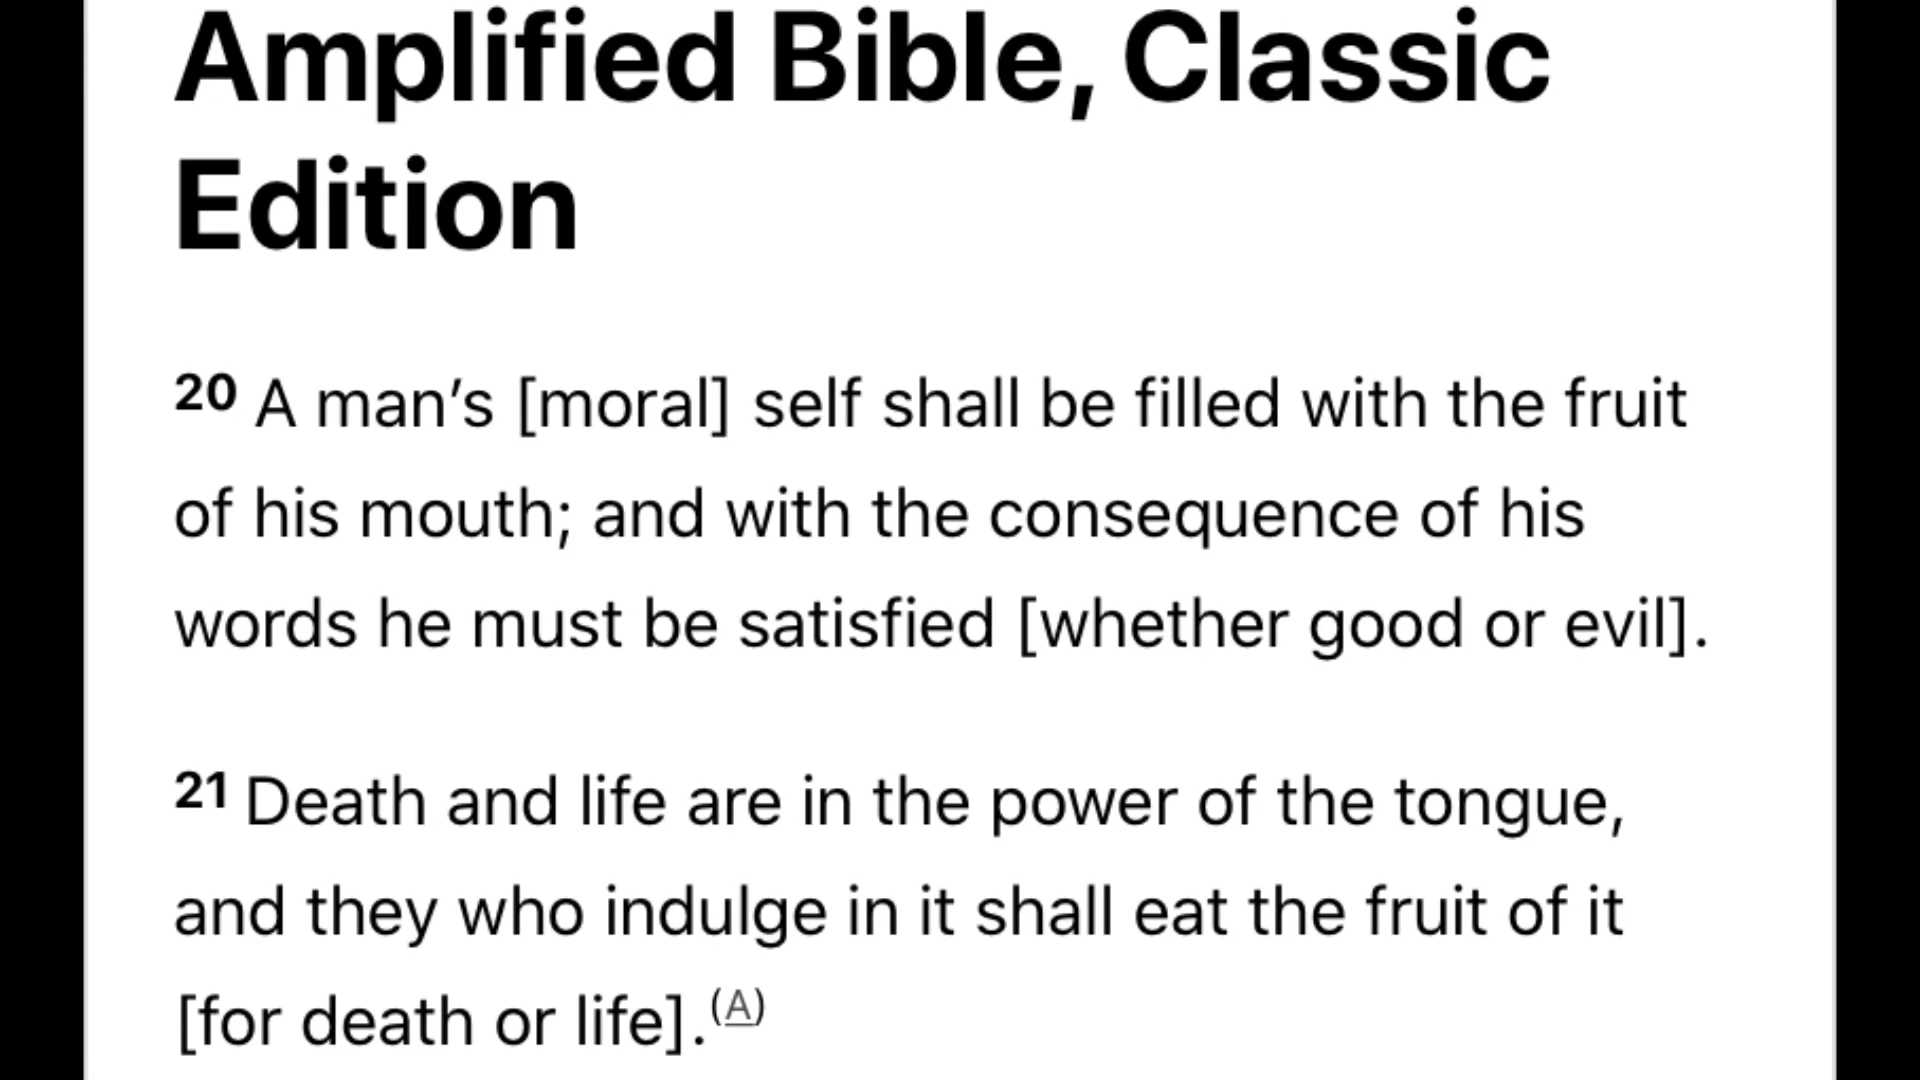 Amplified Bible, Classic
Edition
20 A man’s [moral] self shall be filled with the fruit
of his mouth; and with the consequence of his
words he must be satisfied [whether good or evil].
21 Death and life are in the power of the tongue,
and they who indulge in it shall eat the fruit of it
[for death or life].(A)